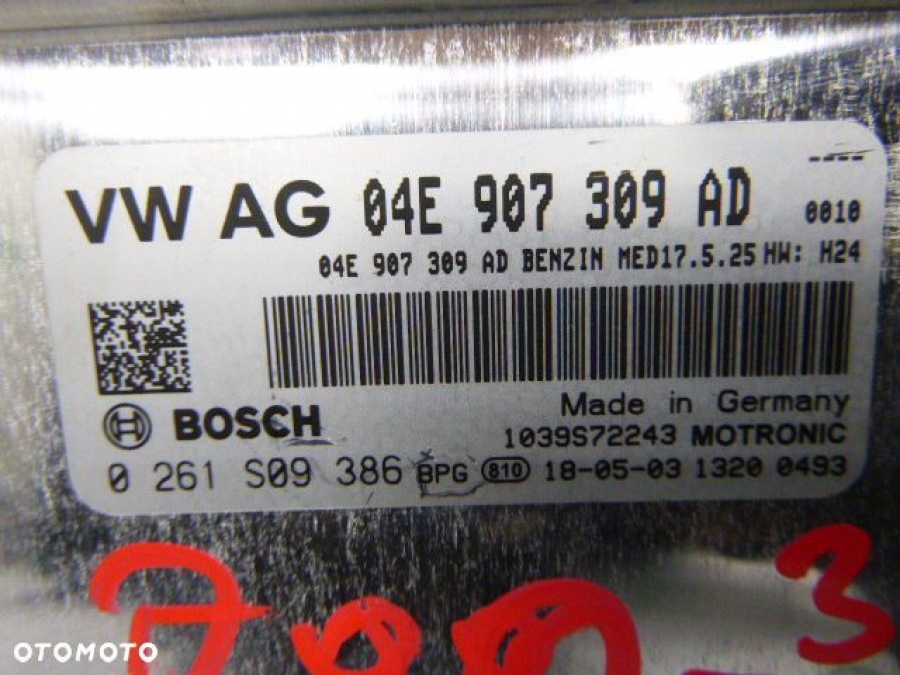 ----
VW AG 04E 907 309 AD 0010
04E 907 309 AD BENZIN MED17.5.25 HW: H24
BOSCH
Made in Germany
1039S72243 MOTRONIC
0 261 S09 386 BPG 810 18-05-03 1320 0493
OTOMOTO